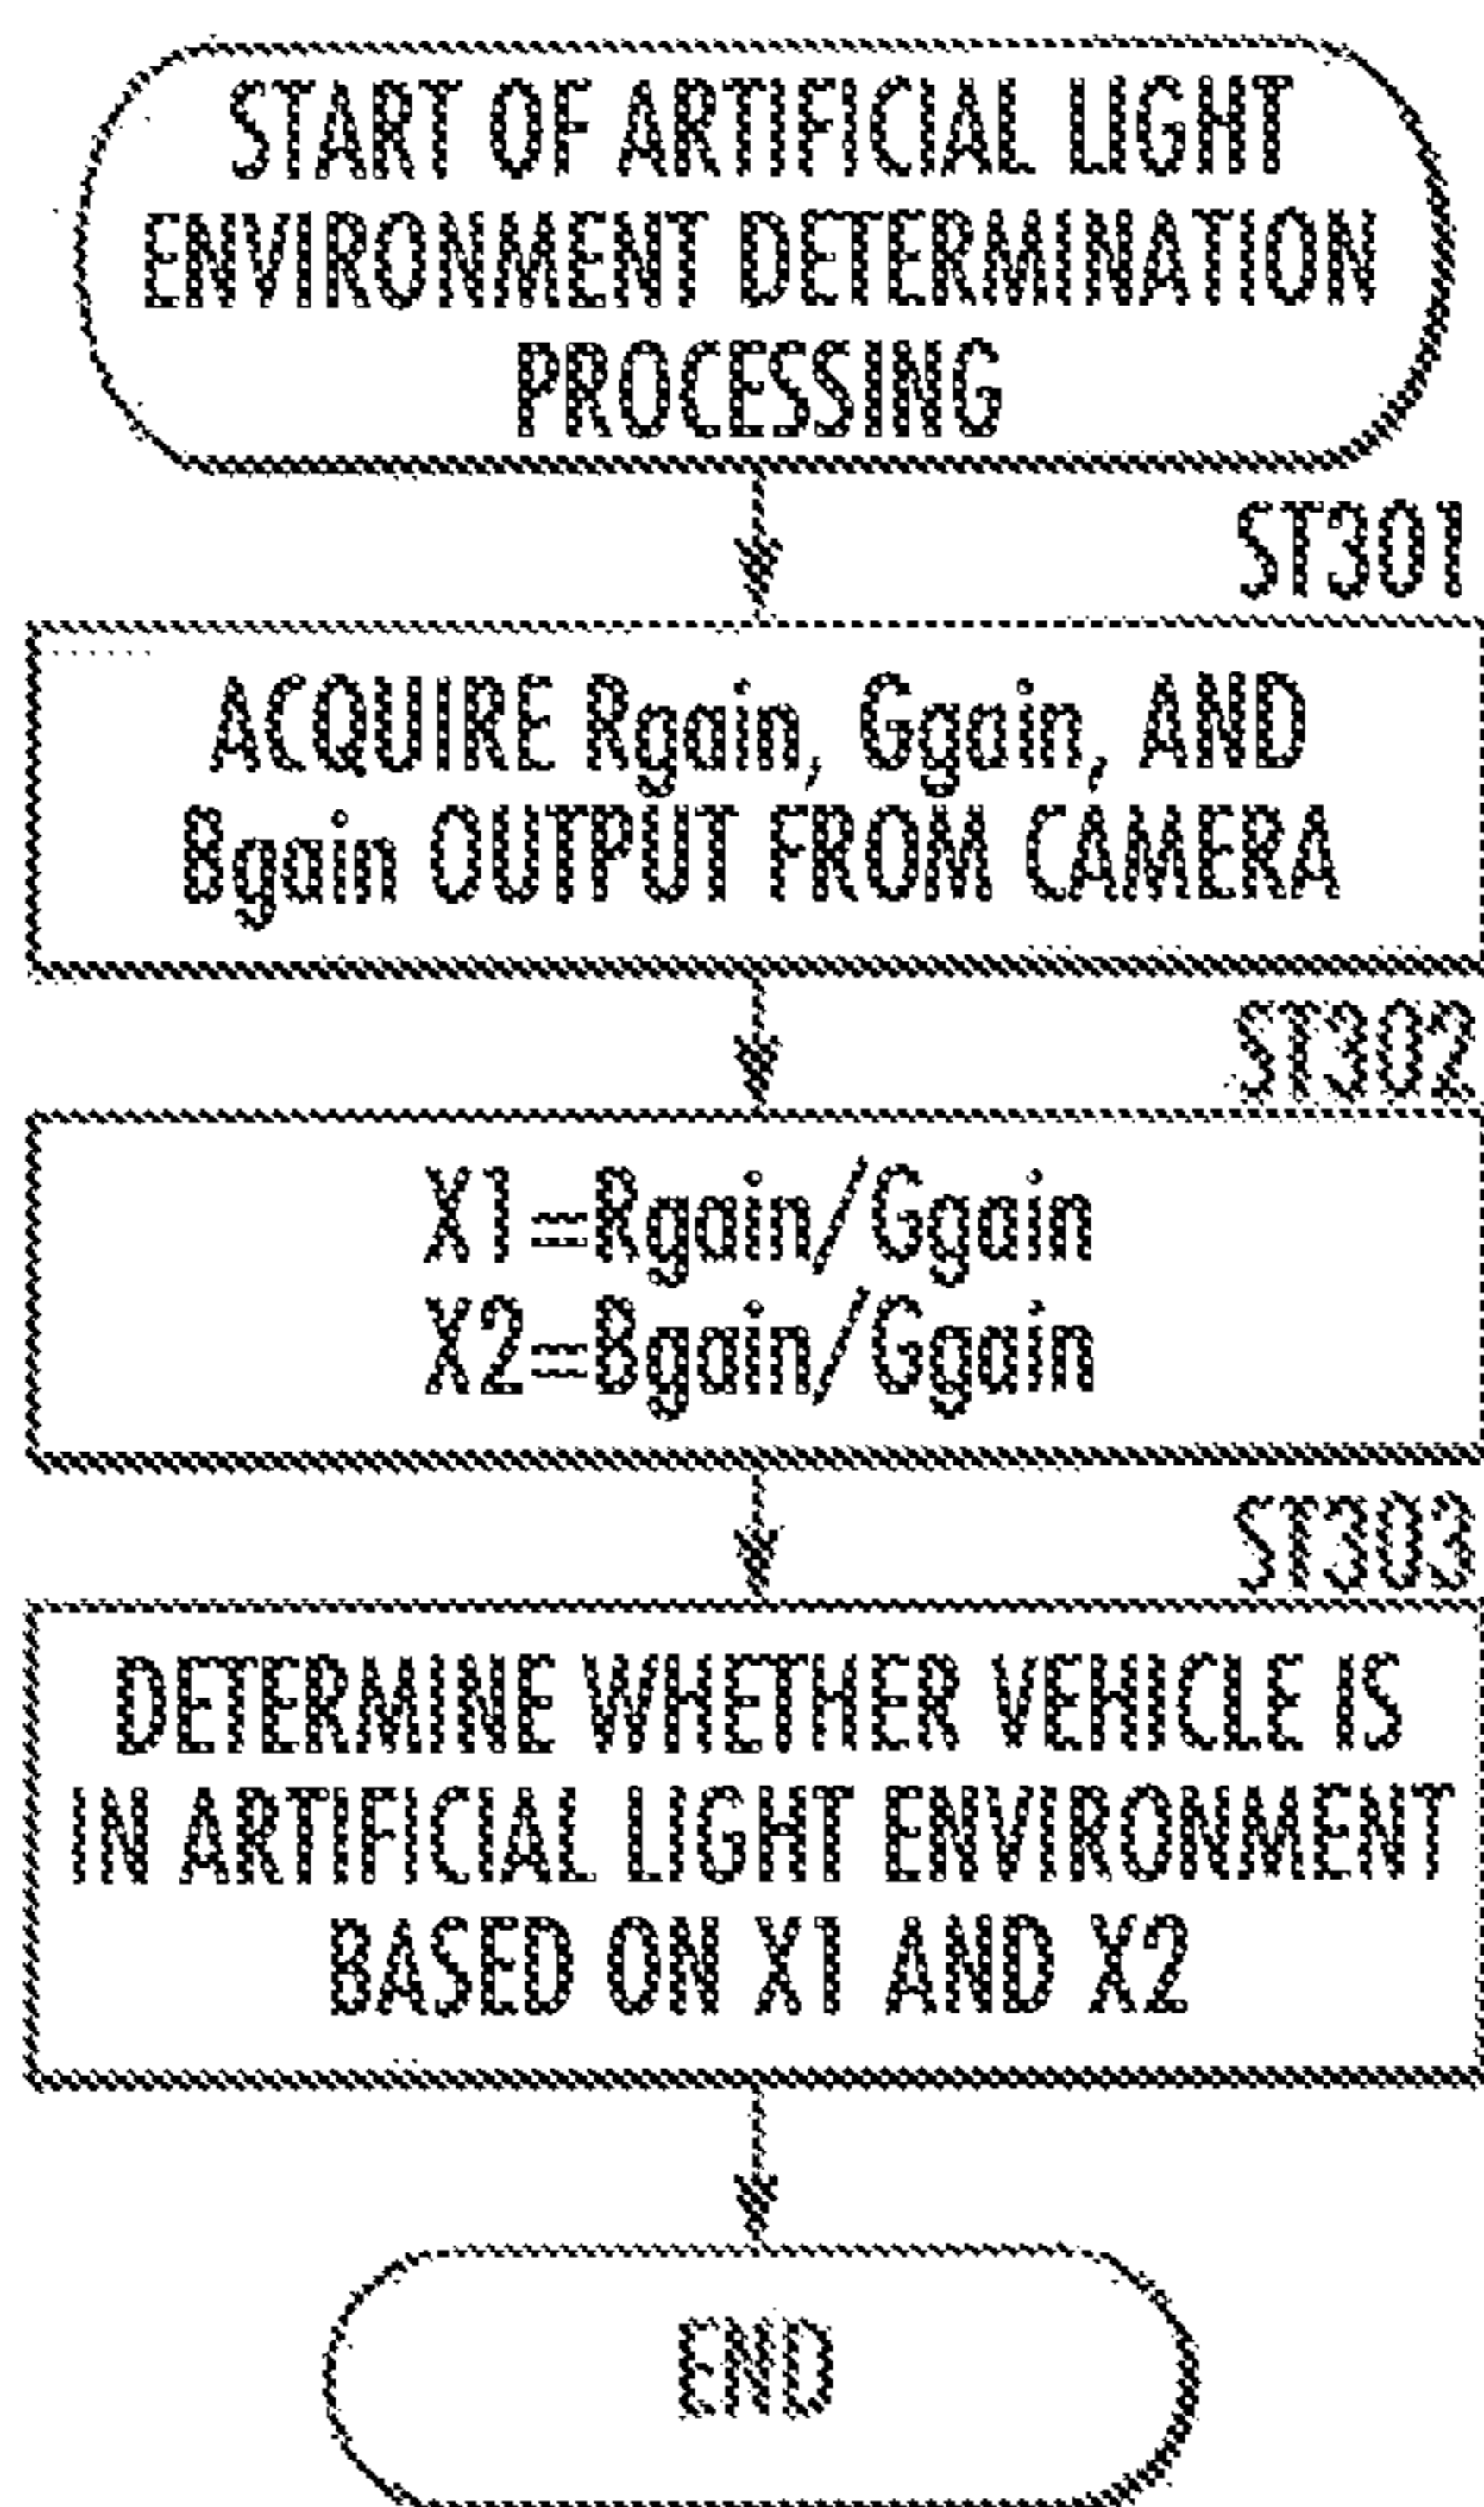 START OF ARTIFICIAL LIGHT
ENVIRONMENT DETERMINATION
PROCESSING
ST301
ACQUIRE Rgain, Ggain, AND
Bgain OUTPUT FROM CAMERA
ST302
X1=Rgain/Ggain
X2=Bgain/Ggain
ST303
DETERMINE WHETHER VEHICLE IS
IN ARTIFICIAL LIGHT ENVIRONMENT
BASED ON X1 AND X2
END